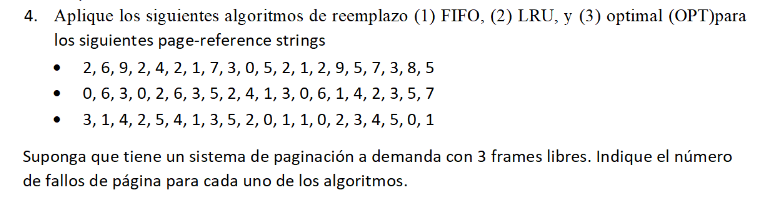 4. Aplique los siguientes algoritmos de reemplazo (1) FIFO, (2) LRU, y (3) optimal (OPT)para
los siguientes page-reference strings
• 2, 6, 9, 2, 4, 2, 1, 7, 3, 0, 5, 2, 1, 2, 9, 5, 7, 3, 8, 5
• 0, 6, 3, 0, 2, 6, 3, 5, 2, 4, 1, 3, 0, 6, 1, 4, 2, 3, 5, 7
• 3, 1, 4, 2, 5, 4, 1, 3, 5, 2, 0, 1, 1, 0, 2, 3, 4, 5, 0, 1
Suponga que tiene un sistema de paginación a demanda con 3 frames libres. Indique el número
de fallos de página para cada uno de los algoritmos.